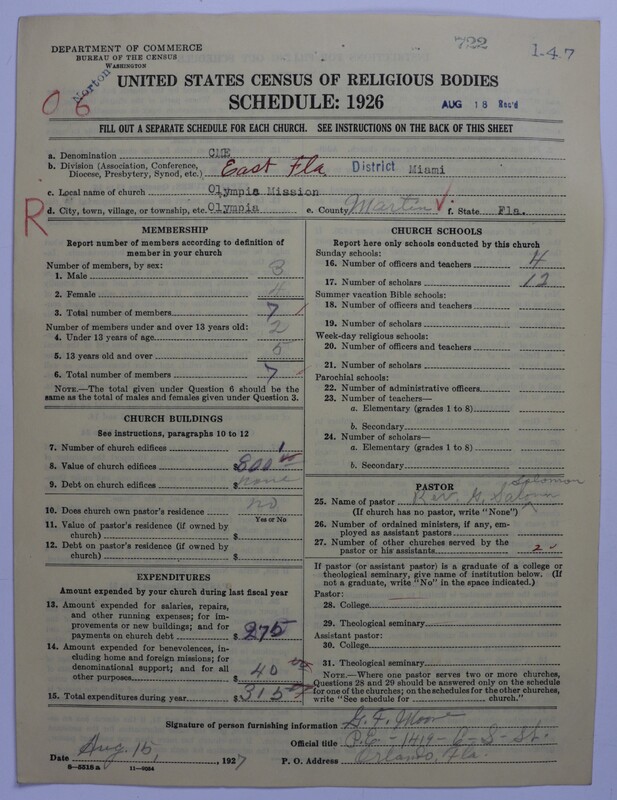 722
1-4-7
DEPARTMENT OF COMMERCE
BUREAU OF THE CENSUS
WASHINGTON
Norton
O 6
UNITED STATES CENSUS OF RELIGIOUS BODIES
SCHEDULE: 1926
AUG 18 Rec'd
FILL OUT A SEPARATE SCHEDULE FOR EACH CHURCH. SEE INSTRUCTIONS ON THE BACK OF THIS SHEET
a. Denomination CME
b. Division (Association, Conference, Diocese, Presbytery, Synod, etc.) East Fla District Miami
c. Local name of church Olympia Mission
R
d. City, town, village, or township, etc. Olympia e. County Martin f. State Fla.
MEMBERSHIP
Report number of members according to definition of
member in your church
Number of members, by sex:
1. Male 3
2. Female 4
3. Total number of members 7
Number of members under and over 13 years old:
4. Under 13 years of age 2
5. 13 years old and over 5
6. Total number of members 7
NOTE.—The total given under Question 6 should be
same as the total of males and females given under Question 3.
CHURCH BUILDINGS
See instructions, paragraphs 10 to 12
7. Number of church edifices 1
8. Value of church edifices $ 800 00
9. Debt on church edifices $ None
10. Does church own pastor's residence no
Yes or No
11. Value of pastor's residence (if owned by
church) $
12. Debt on pastor's residence (if owned by
church) $
EXPENDITURES
Amount expended by your church during last fiscal year
13. Amount expended for salaries, repairs,
and other running expenses; for im-
provements or new buildings; and for
payments on church debt $ 275
14. Amount expended for benevolences, in-
cluding home and foreign missions; for
denominational support; and for all
other purposes $ 40 00
15. Total expenditures during year $ 315 00
CHURCH SCHOOLS
Report here only schools conducted by this church
Sunday schools:
16. Number of officers and teachers 4
17. Number of scholars 12
Summer vacation Bible schools:
18. Number of officers and teachers
19. Number of scholars
Week-day religious schools:
20. Number of officers and teachers
21. Number of scholars
Parochial schools:
22. Number of administrative officers
23. Number of teachers—
a. Elementary (grades 1 to 8)
b. Secondary
24. Number of scholars—
a. Elementary (grades 1 to 8)
b. Secondary
PASTOR
Solomon
25. Name of pastor Rev. G.
(If church has no pastor, write "None")
26. Number of ordained ministers, if any, em-
ployed as assistant pastors
27. Number of other churches served by the
pastor or his assistants 2
If pastor (or assistant pastor) is a graduate of a college or
theological seminary, give name of institution below. (If
not a graduate, write "No" in the space indicated.)
Pastor:
28. College
29. Theological seminary
Assistant pastor:
30. College
31. Theological seminary
NOTE.—Where one pastor serves two or more churches,
Questions 28 and 29 should be answered only on the schedule
for one of the churches; on the schedules for the other churches,
write "See schedule for church."
Signature of person furnishing information G. F. Moore
Official title P.E. - 1419 - C - S - St.
Date Aug. 15, 1927 P. O. Address Orlando, Fla.
8—5318 a 11—9084